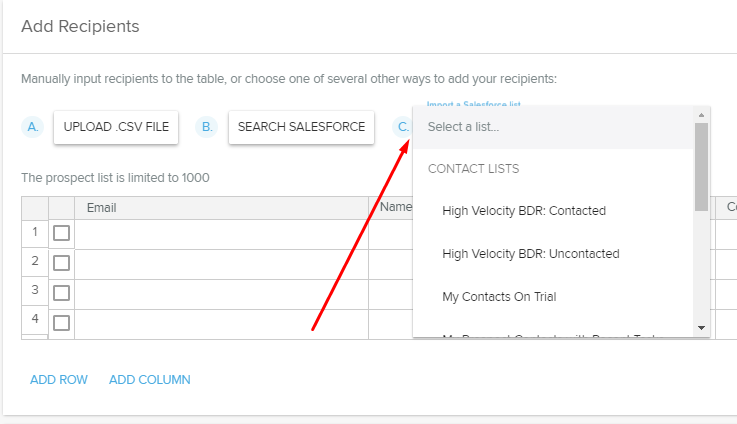 Add Recipients
Manually input recipients to the table, or choose one of several other ways to add your recipients:
Import a Salesforce list
A. UPLOAD .CSV FILE B. SEARCH SALESFORCE C. Select a list...
CONTACT LISTS
The prospect list is limited to 1000
Email Name
High Velocity BDR: Contacted
1
High Velocity BDR: Uncontacted
2
3 My Contacts On Trial
4
ADD ROW ADD COLUMN